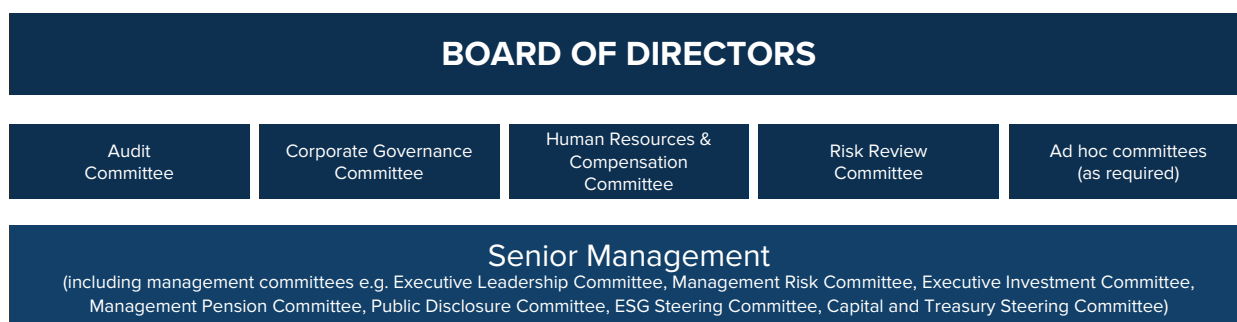 BOARD OF DIRECTORS
Audit
Committee
Corporate Governance
Committee
Human Resources &
Compensation
Committee
Risk Review
Committee
Ad hoc committees
(as required)
Senior Management
(including management committees e.g. Executive Leadership Committee, Management Risk Committee, Executive Investment Committee,
Management Pension Committee, Public Disclosure Committee, ESG Steering Committee, Capital and Treasury Steering Committee)